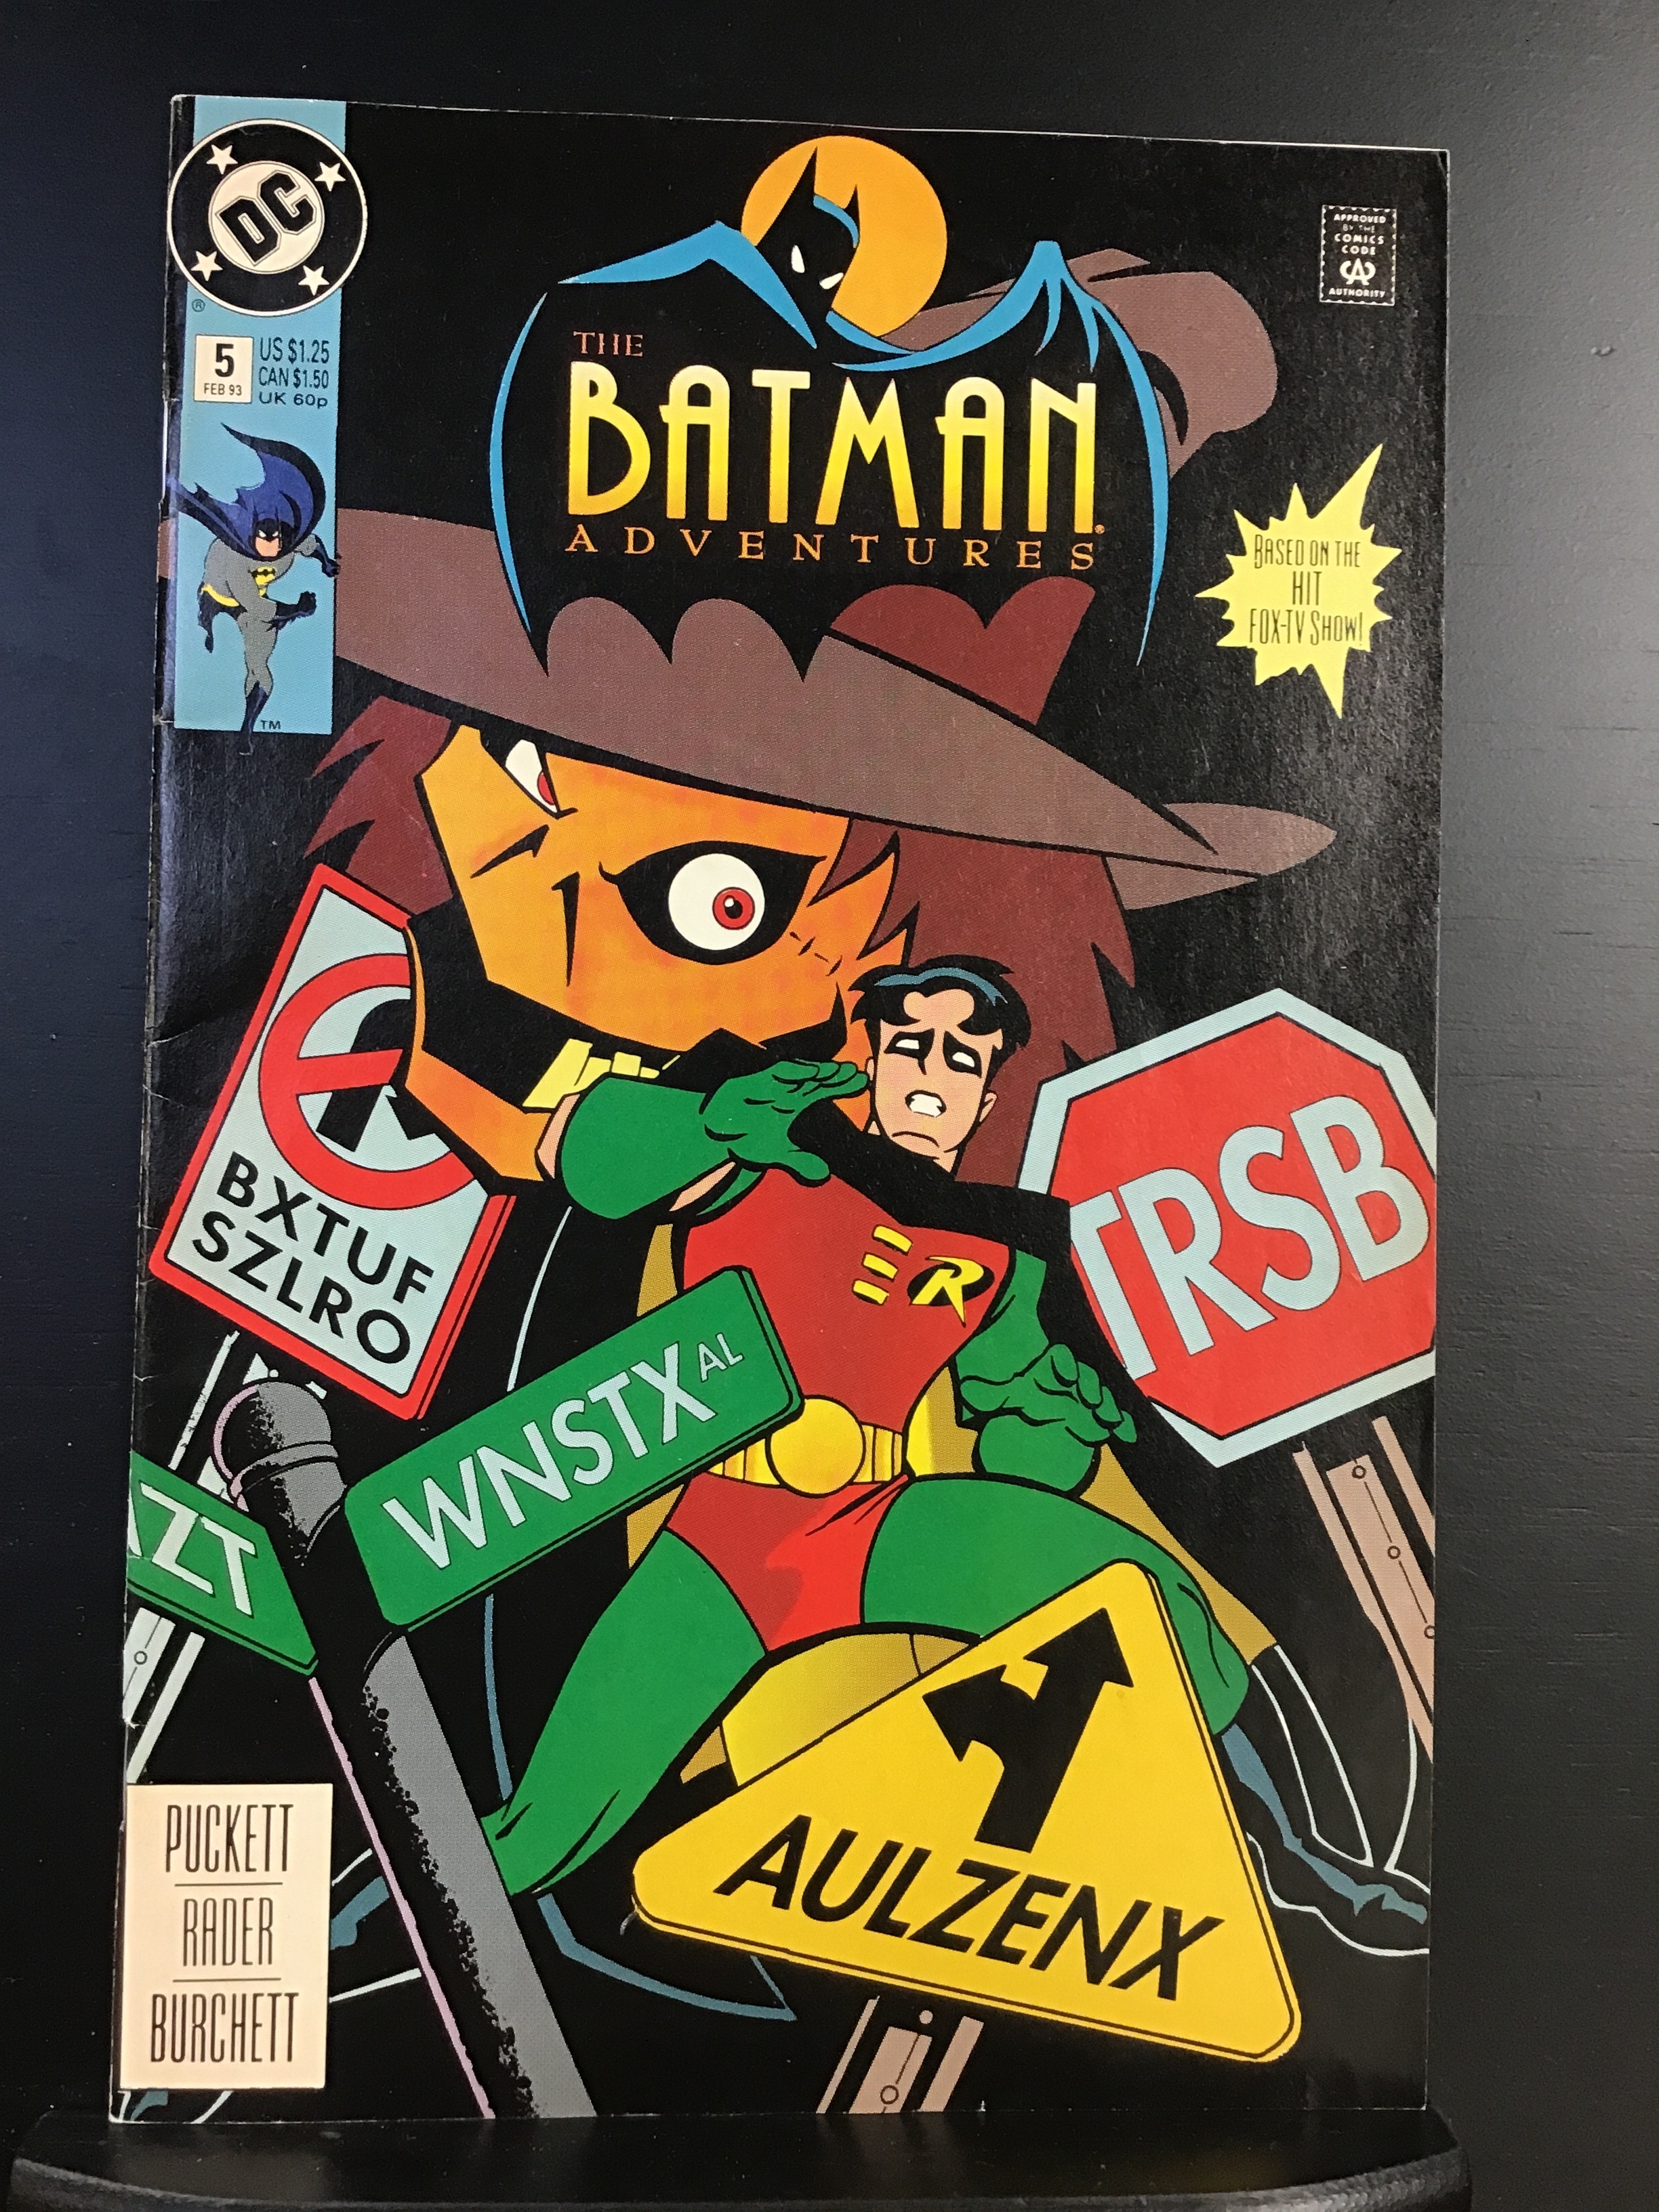 DC
®
5
FEB 93
US $1.25
CAN $1.50
UK 60p
TM
THE
BATMAN®
ADVENTURES
APPROVED
BY THE
COMICS
CODE
CA
AUTHORITY
BASED ON THE
HIT
FOX-TV SHOW!
BXTUF
SZLRO
TRSB
R
WNSTX AL
AZT
AULZENX
PUCKETT
RADER
BURCHETT